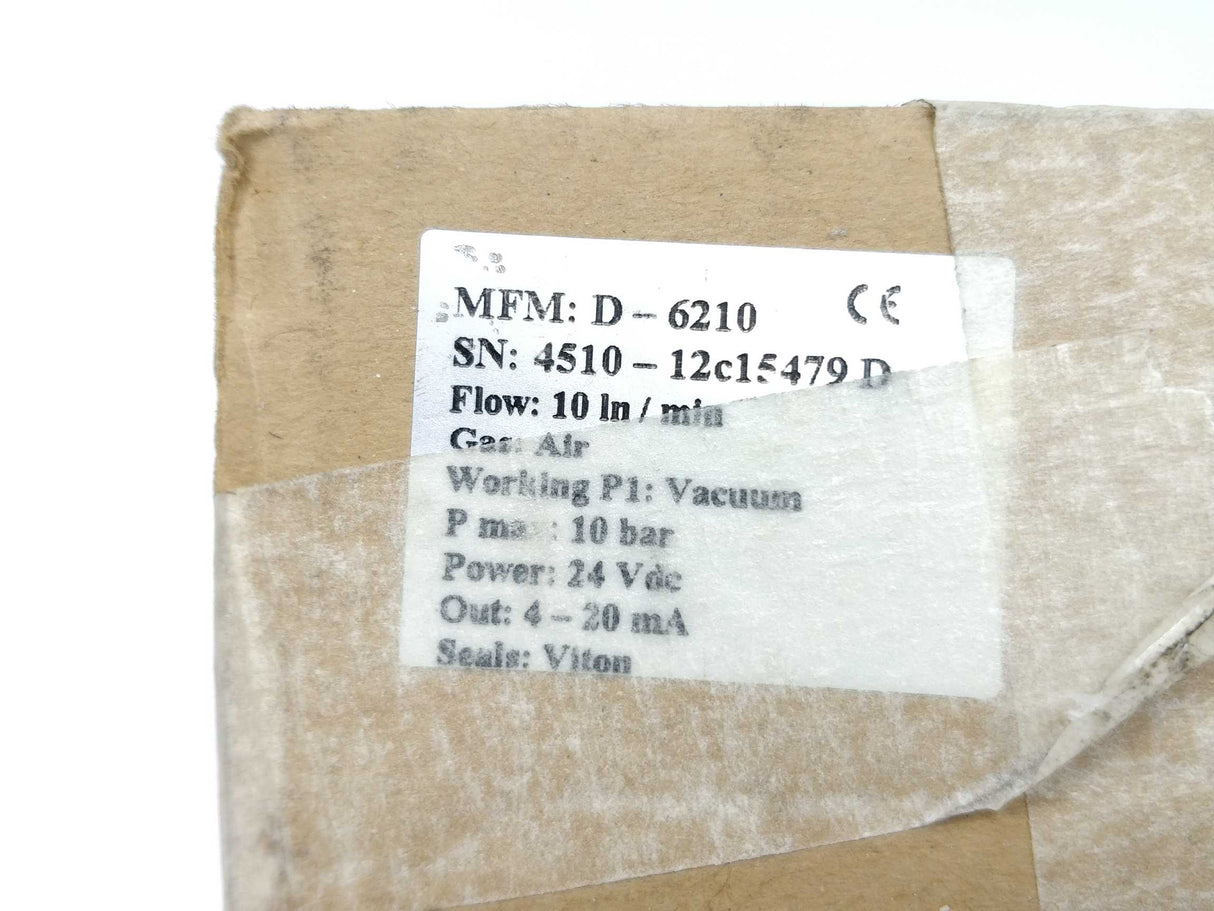 MFM: D – 6210 CE
SN: 4510 – 12c15479 D
Flow: 10 ln / min
Gas: Air
Working P1: Vacuum
P max: 10 bar
Power: 24 Vdc
Out: 4 – 20 mA
Seals: Viton